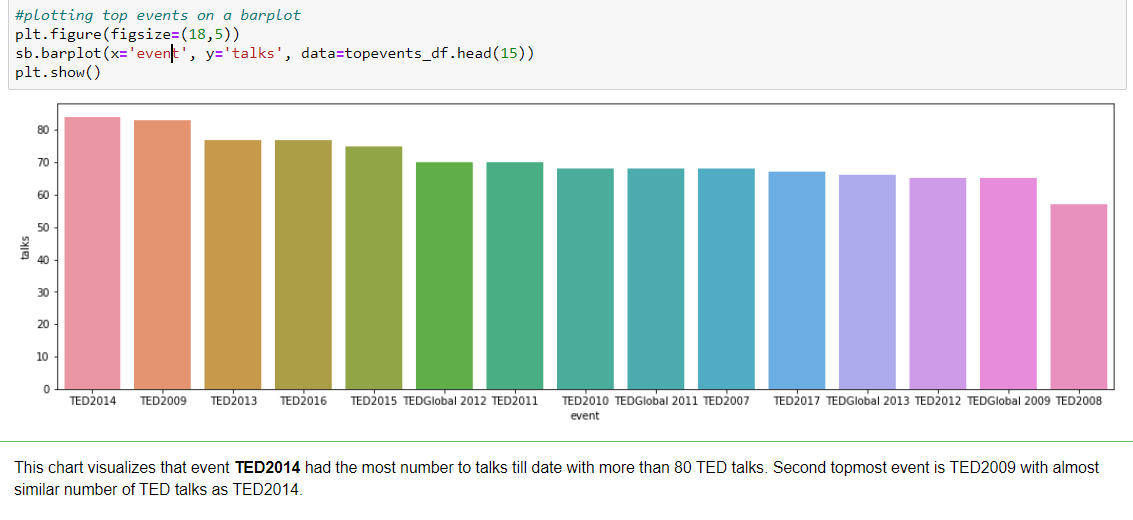 #plotting top events on a barplot
plt.figure(figsize=(18,5))
sb.barplot(x='event', y='talks', data=topevents_df.head(15))
plt.show()
80
70
60
50
40
30
20
10
0
talks
TED2014 TED2009 TED2013 TED2016 TED2015 TEDGlobal 2012 TED2011 TED2010 TEDGlobal 2011 TED2007 TED2017 TEDGlobal 2013 TED2012 TEDGlobal 2009 TED2008
event
This chart visualizes that event TED2014 had the most number to talks till date with more than 80 TED talks. Second topmost event is TED2009 with almost
similar number of TED talks as TED2014.